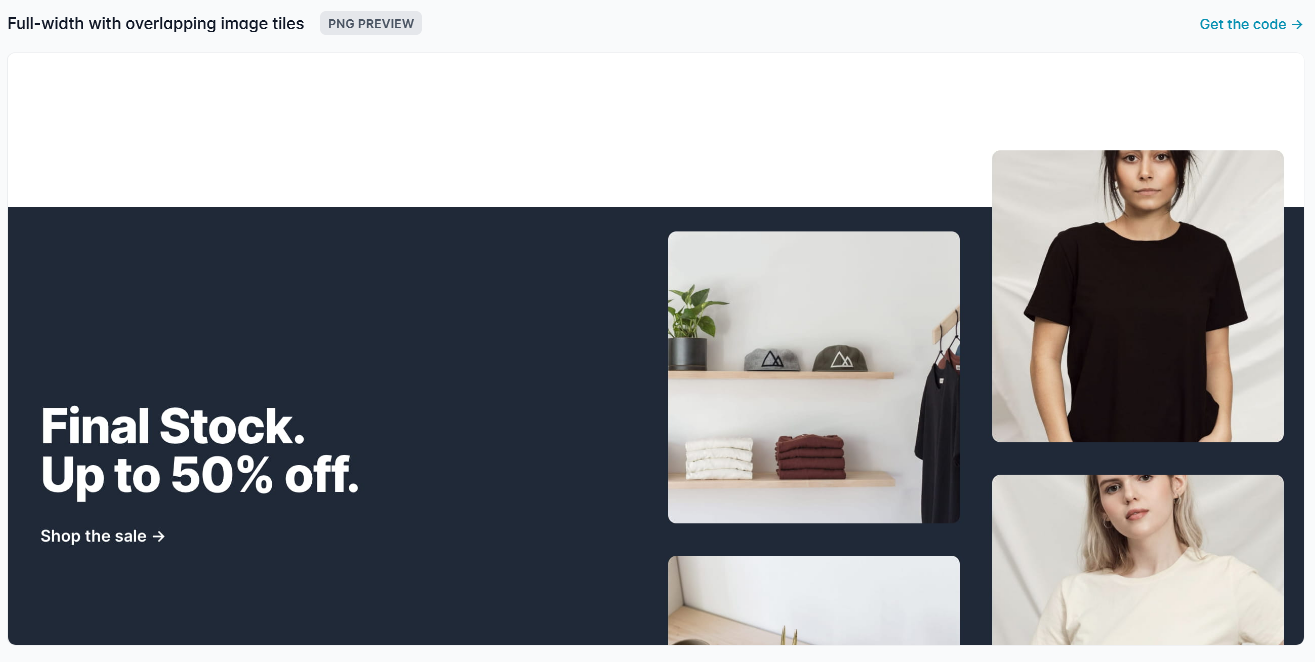 Full-width with overlapping image tiles
PNG PREVIEW
Get the code →
Final Stock.
Up to 50% off.
Shop the sale →